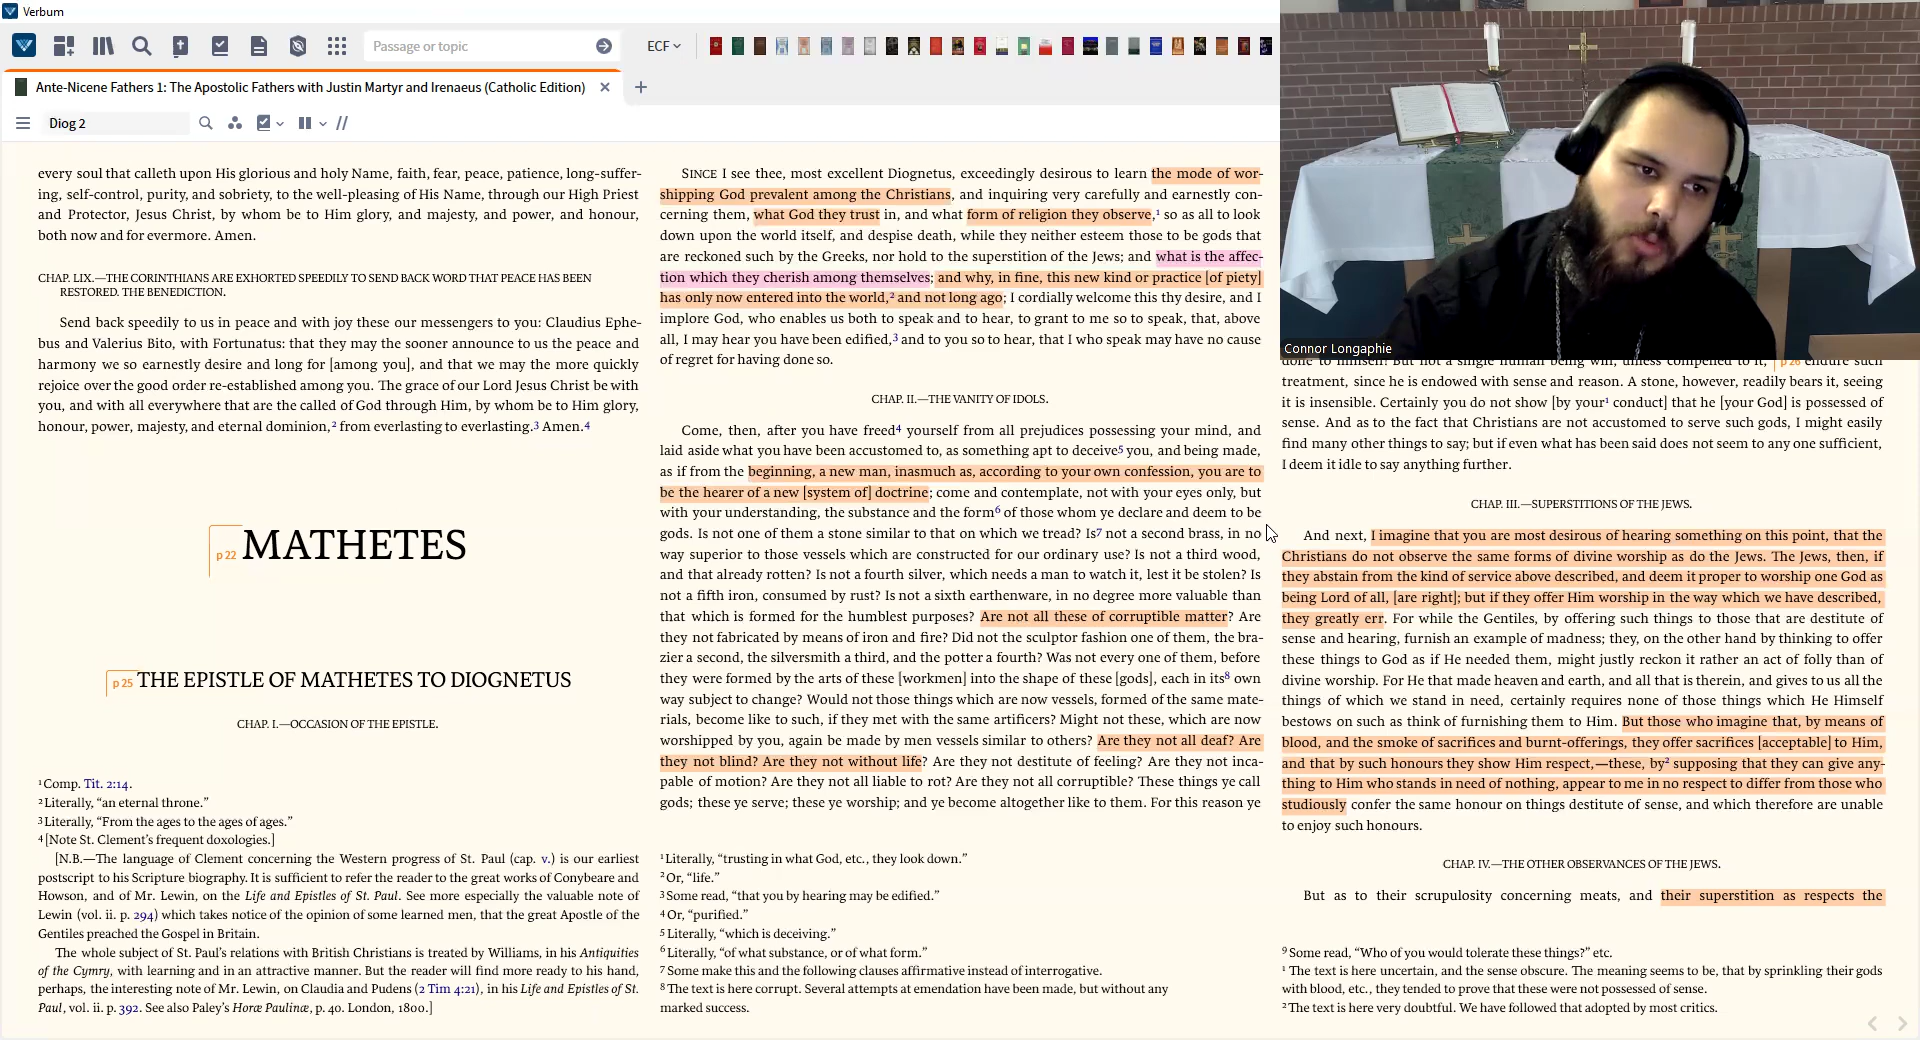 Verbum
Passage or topic
ECF
Ante-Nicene Fathers 1: The Apostolic Fathers with Justin Martyr and Irenaeus (Catholic Edition)
Diog 2
every soul that calleth upon His glorious and holy Name, faith, fear, peace, patience, long-suffer-
ing, self-control, purity, and sobriety, to the well-pleasing of His Name, through our High Priest
and Protector, Jesus Christ, by whom be to Him glory, and majesty, and power, and honour,
both now and for evermore. Amen.
CHAP. LIX.—THE CORINTHIANS ARE EXHORTED SPEEDILY TO SEND BACK WORD THAT PEACE HAS BEEN
RESTORED. THE BENEDICTION.
Send back speedily to us in peace and with joy these our messengers to you: Claudius Ephe-
bus and Valerius Bito, with Fortunatus: that they may the sooner announce to us the peace and
harmony we so earnestly desire and long for [among you], and that we may the more quickly
rejoice over the good order re-established among you. The grace of our Lord Jesus Christ be with
you, and with all everywhere that are the called of God through Him, by whom be to Him glory,
honour, power, majesty, and eternal dominion,2 from everlasting to everlasting.3 Amen.4
p 22 MATHETES
p 25 THE EPISTLE OF MATHETES TO DIOGNETUS
CHAP. I.—OCCASION OF THE EPISTLE.
1 Comp. Tit. 2:14.
2 Literally, “an eternal throne.”
3 Literally, “From the ages to the ages of ages.”
4 [Note St. Clement’s frequent doxologies.]
[N.B.—The language of Clement concerning the Western progress of St. Paul (cap. v.) is our earliest
postscript to his Scripture biography. It is sufficient to refer the reader to the great works of Conybeare and
Howson, and of Mr. Lewin, on the Life and Epistles of St. Paul. See more especially the valuable note of
Lewin (vol. ii. p. 294) which takes notice of the opinion of some learned men, that the great Apostle of the
Gentiles preached the Gospel in Britain.
The whole subject of St. Paul’s relations with British Christians is treated by Williams, in his Antiquities
of the Cymry, with learning and in an attractive manner. But the reader will find more ready to his hand,
perhaps, the interesting note of Mr. Lewin, on Claudia and Pudens (2 Tim 4:21), in his Life and Epistles of St.
Paul, vol. ii. p. 392. See also Paley’s Horæ Paulinæ, p. 40. London, 1800.]
SINCE I see thee, most excellent Diognetus, exceedingly desirous to learn the mode of wor-
shipping God prevalent among the Christians, and inquiring very carefully and earnestly con-
cerning them, what God they trust in, and what form of religion they observe,1 so as all to look
down upon the world itself, and despise death, while they neither esteem those to be gods that
are reckoned such by the Greeks, nor hold to the superstition of the Jews; and what is the affec-
tion which they cherish among themselves; and why, in fine, this new kind or practice [of piety]
has only now entered into the world,2 and not long ago; I cordially welcome this thy desire, and I
implore God, who enables us both to speak and to hear, to grant to me so to speak, that, above
all, I may hear you have been edified,3 and to you so to hear, that I who speak may have no cause
of regret for having done so.
CHAP. II.—THE VANITY OF IDOLS.
Come, then, after you have freed4 yourself from all prejudices possessing your mind, and
laid aside what you have been accustomed to, as something apt to deceive5 you, and being made,
as if from the beginning, a new man, inasmuch as, according to your own confession, you are to
be the hearer of a new [system of] doctrine; come and contemplate, not with your eyes only, but
with your understanding, the substance and the form6 of those whom ye declare and deem to be
gods. Is not one of them a stone similar to that on which we tread? Is7 not a second brass, in no
way superior to those vessels which are constructed for our ordinary use? Is not a third wood,
and that already rotten? Is not a fourth silver, which needs a man to watch it, lest it be stolen? Is
not a fifth iron, consumed by rust? Is not a sixth earthenware, in no degree more valuable than
that which is formed for the humblest purposes? Are not all these of corruptible matter? Are
they not fabricated by means of iron and fire? Did not the sculptor fashion one of them, the bra-
zier a second, the silversmith a third, and the potter a fourth? Was not every one of them, before
they were formed by the arts of these [workmen] into the shape of these [gods], each in its8 own
way subject to change? Would not those things which are now vessels, formed of the same mate-
rials, become like to such, if they met with the same artificers? Might not these, which are now
worshipped by you, again be made by men vessels similar to others? Are they not all deaf? Are
they not blind? Are they not without life? Are they not destitute of feeling? Are they not inca-
pable of motion? Are they not all liable to rot? Are they not all corruptible? These things ye call
gods; these ye serve; these ye worship; and ye become altogether like to them. For this reason ye
1 Literally, “trusting in what God, etc., they look down.”
2 Or, “life.”
3 Some read, “that you by hearing may be edified.”
4 Or, “purified.”
5 Literally, “which is deceiving.”
6 Literally, “of what substance, or of what form.”
7 Some make this and the following clauses affirmative instead of interrogative.
8 The text is here corrupt. Several attempts at emendation have been made, but without any
marked success.
Connor Longaphie
done to himself! But not a single human being will, unless compelled to it, p 26 endure such
treatment, since he is endowed with sense and reason. A stone, however, readily bears it, seeing
it is insensible. Certainly you do not show [by your1 conduct] that he [your God] is possessed of
sense. And as to the fact that Christians are not accustomed to serve such gods, I might easily
find many other things to say; but if even what has been said does not seem to any one sufficient,
I deem it idle to say anything further.
CHAP. III.—SUPERSTITIONS OF THE JEWS.
And next, I imagine that you are most desirous of hearing something on this point, that the
Christians do not observe the same forms of divine worship as do the Jews. The Jews, then, if
they abstain from the kind of service above described, and deem it proper to worship one God as
being Lord of all, [are right]; but if they offer Him worship in the way which we have described,
they greatly err. For while the Gentiles, by offering such things to those that are destitute of
sense and hearing, furnish an example of madness; they, on the other hand by thinking to offer
these things to God as if He needed them, might justly reckon it rather an act of folly than of
divine worship. For He that made heaven and earth, and all that is therein, and gives to us all the
things of which we stand in need, certainly requires none of those things which He Himself
bestows on such as think of furnishing them to Him. But those who imagine that, by means of
blood, and the smoke of sacrifices and burnt-offerings, they offer sacrifices [acceptable] to Him,
and that by such honours they show Him respect,—these, by2 supposing that they can give any-
thing to Him who stands in need of nothing, appear to me in no respect to differ from those who
studiously confer the same honour on things destitute of sense, and which therefore are unable
to enjoy such honours.
CHAP. IV.—THE OTHER OBSERVANCES OF THE JEWS.
But as to their scrupulosity concerning meats, and their superstition as respects the
9 Some read, “Who of you would tolerate these things?” etc.
1 The text is here uncertain, and the sense obscure. The meaning seems to be, that by sprinkling their gods
with blood, etc., they tended to prove that these were not possessed of sense.
2 The text is here very doubtful. We have followed that adopted by most critics.